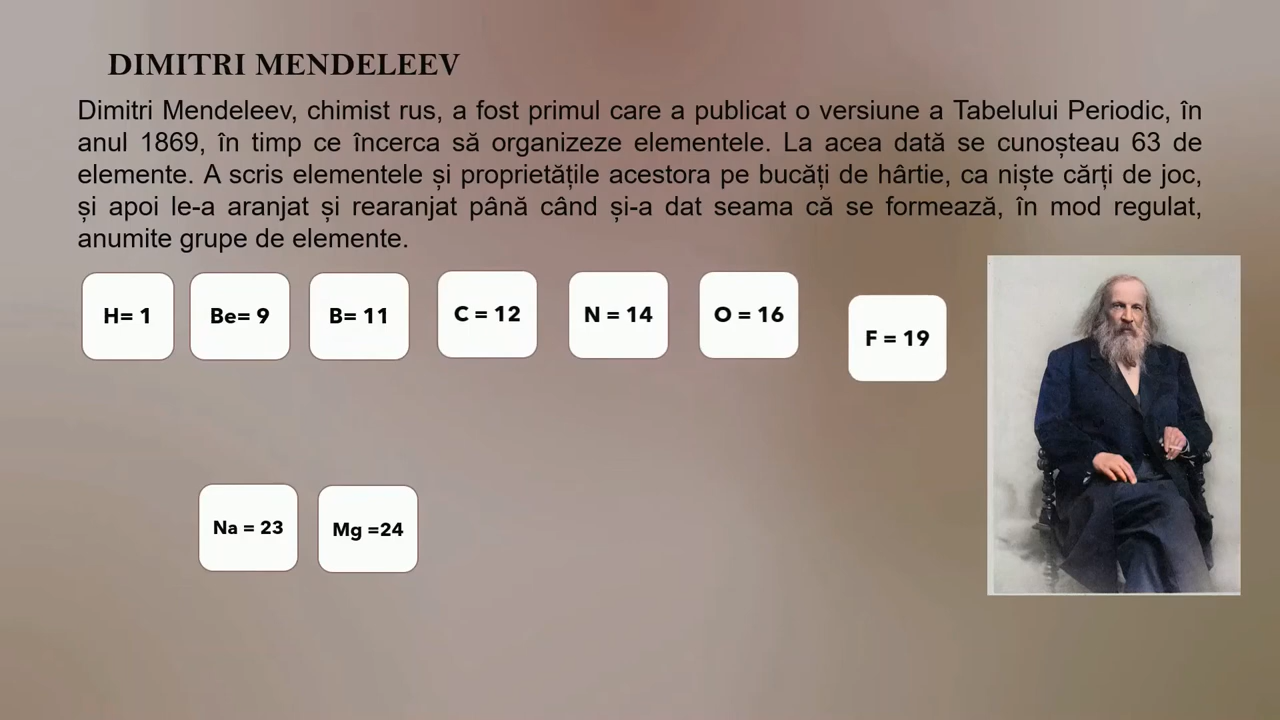 DIMITRI MENDELEEV
Dimitri Mendeleev, chimist rus, a fost primul care a publicat o versiune a Tabelului Periodic, în
anul 1869, în timp ce încerca să organizeze elementele. La acea dată se cunoșteau 63 de
elemente. A scris elementele și proprietățile acestora pe bucăți de hârtie, ca niște cărți de joc,
și apoi le-a aranjat și rearanjat până când și-a dat seama că se formează, în mod regulat,
anumite grupe de elemente.
H= 1
Be= 9
B= 11
C = 12
N = 14
O = 16
F = 19
Na = 23
Mg =24